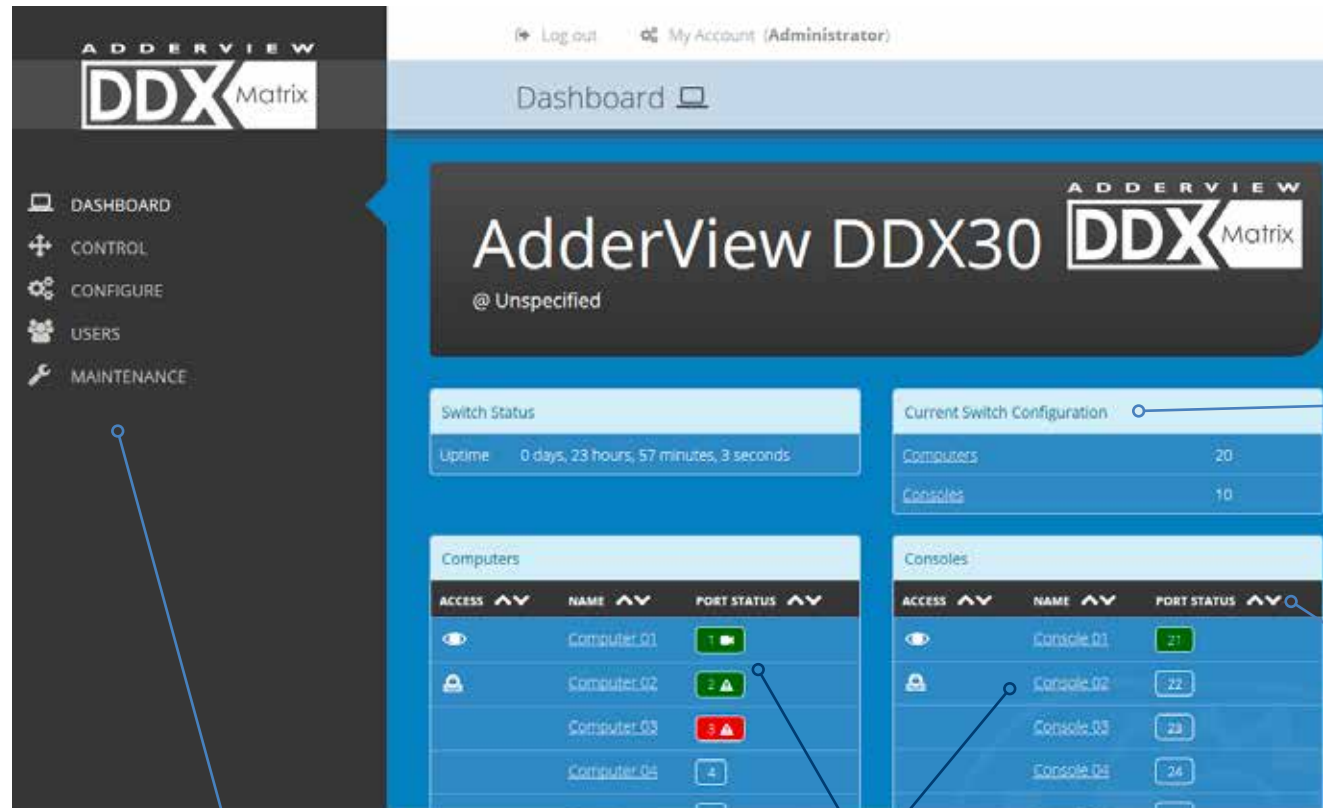 Log out My Account (Administrator)
ADDERVIEW
DDX Matrix
Dashboard
DASHBOARD
CONTROL
CONFIGURE
USERS
MAINTENANCE
ADDERVIEW
DDX Matrix
AdderView DDX30
@ Unspecified
Switch Status
Uptime 0 days, 23 hours, 57 minutes, 3 seconds
Current Switch Configuration
Computers 20
Consoles 10
Computers
ACCESS NAME PORT STATUS
Computer 01 1
Computer 02 2
Computer 03 3
Computer 04 4
Consoles
ACCESS NAME PORT STATUS
Console 01 21
Console 02 22
Console 03 23
Console 04 24